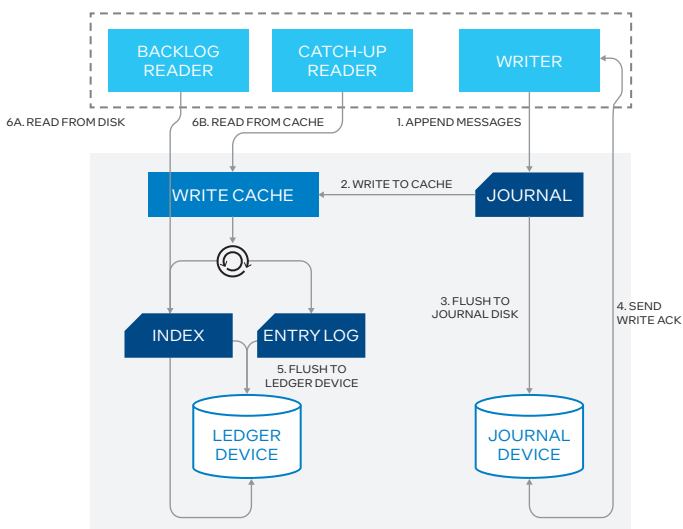 BACKLOG
READER
CATCH-UP
READER
WRITER
6A. READ FROM DISK
6B. READ FROM CACHE
1. APPEND MESSAGES
WRITE CACHE
2. WRITE TO CACHE
JOURNAL
3. FLUSH TO
JOURNAL DISK
4. SEND
WRITE ACK
INDEX
ENTRY LOG
5. FLUSH TO
LEDGER DEVICE
LEDGER
DEVICE
JOURNAL
DEVICE